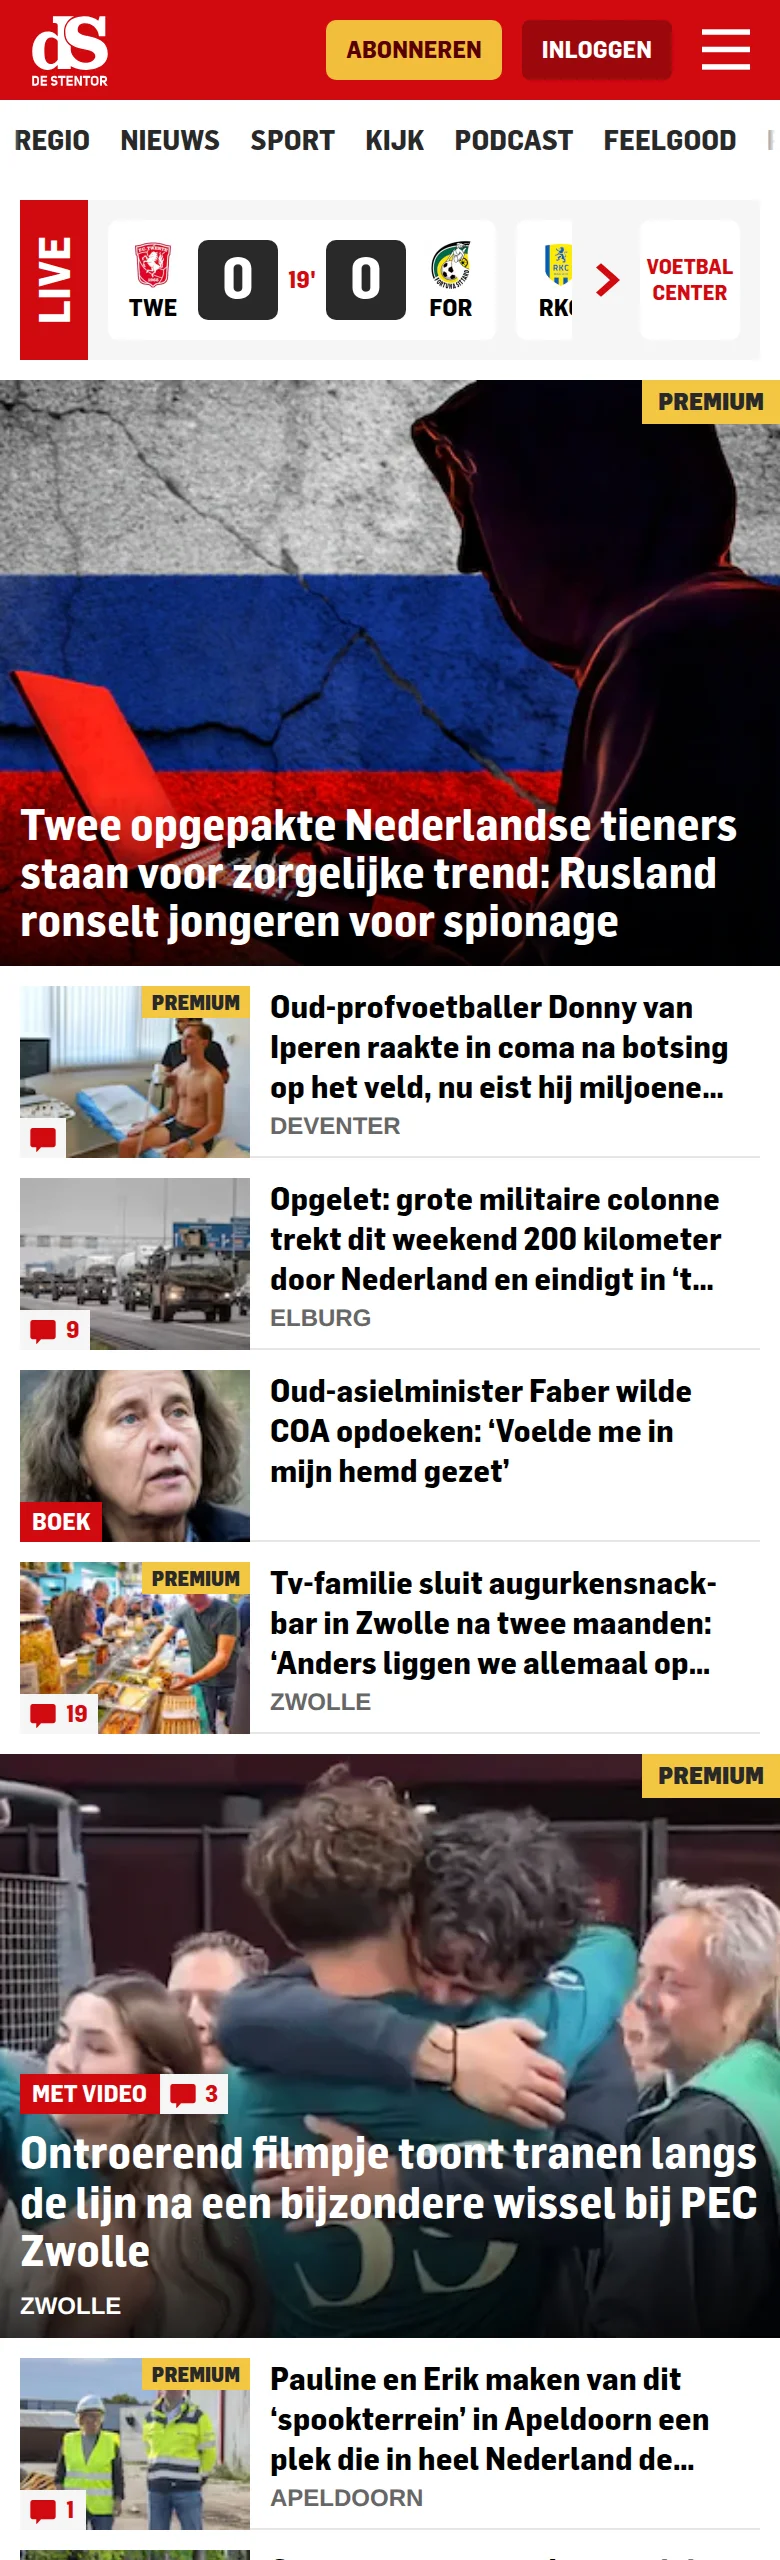 dS
DE STENTOR
ABONNEREN
INLOGGEN
REGIO NIEUWS SPORT KIJK PODCAST FEELGOOD
LIVE
TWE
0
19'
0
FOR
RKC
VOETBAL
CENTER
PREMIUM
Twee opgepakte Nederlandse tieners
staan voor zorgelijke trend: Rusland
ronselt jongeren voor spionage
PREMIUM
Oud-profvoetballer Donny van
Iperen raakte in coma na botsing
op het veld, nu eist hij miljoene...
DEVENTER
Opgelet: grote militaire colonne
trekt dit weekend 200 kilometer
door Nederland en eindigt in ‘t...
ELBURG
9
Oud-asielminister Faber wilde
COA opdoeken: ‘Voelde me in
mijn hemd gezet’
BOEK
PREMIUM
Tv-familie sluit augurkensnack-
bar in Zwolle na twee maanden:
‘Anders liggen we allemaal op...
ZWOLLE
19
PREMIUM
MET VIDEO
3
Ontroerend filmpje toont tranen langs
de lijn na een bijzondere wissel bij PEC
Zwolle
ZWOLLE
PREMIUM
Pauline en Erik maken van dit
‘spookterrein’ in Apeldoorn een
plek die in heel Nederland de...
APELDOORN
1